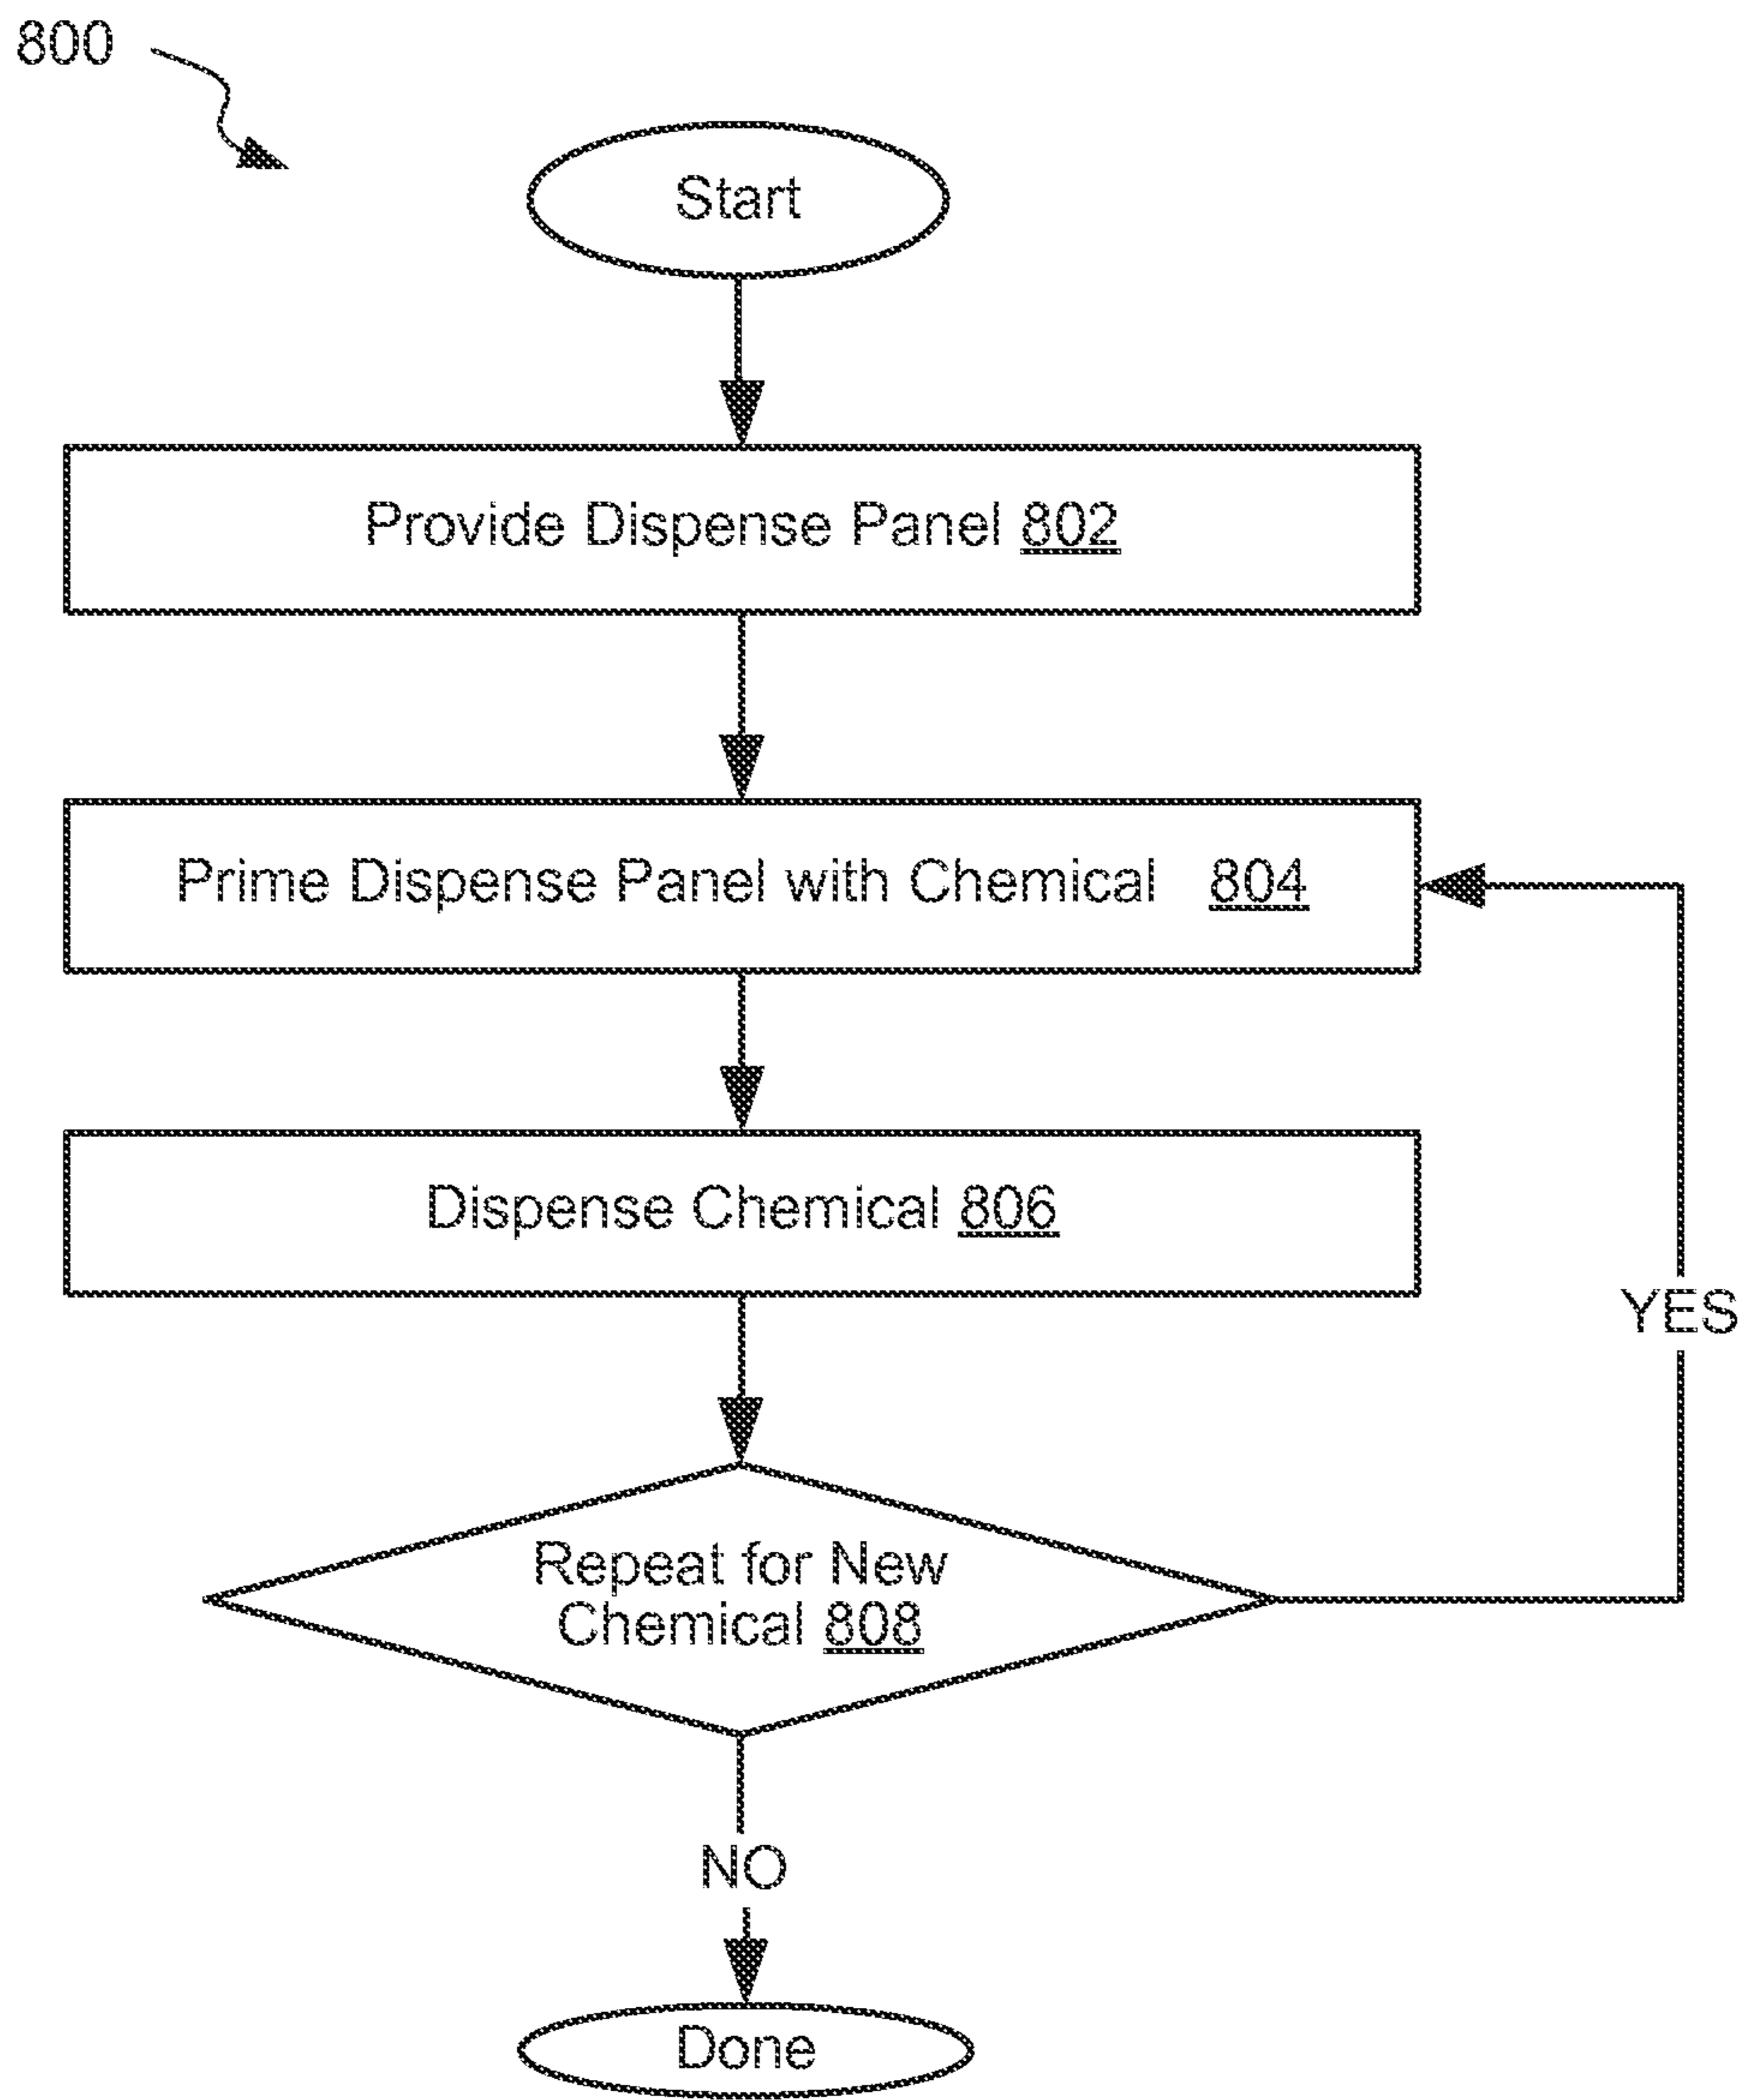 800
Start
Provide Dispense Panel 802
Prime Dispense Panel with Chemical 804
Dispense Chemical 806
YES
Repeat for New
Chemical 808
NO
Done